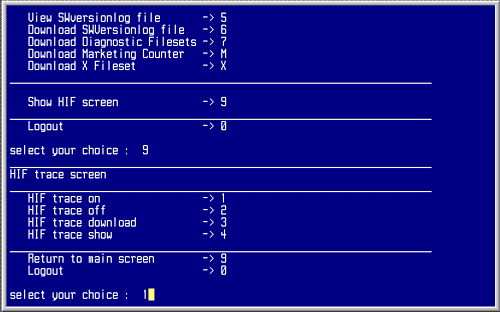 View SWversionlog file -> 5
Download SWVersionlog file -> 6
Download Diagnostic Filesets-> 7
Download Marketing Counter -> M
Download X Fileset -> X
Show HIF screen -> 9
Logout -> 0
select your choice : 9
HIF trace screen
HIF trace on -> 1
HIF trace off -> 2
HIF trace download -> 3
HIF trace show -> 4
Return to main screen -> 9
Logout -> 0
select your choice : 1